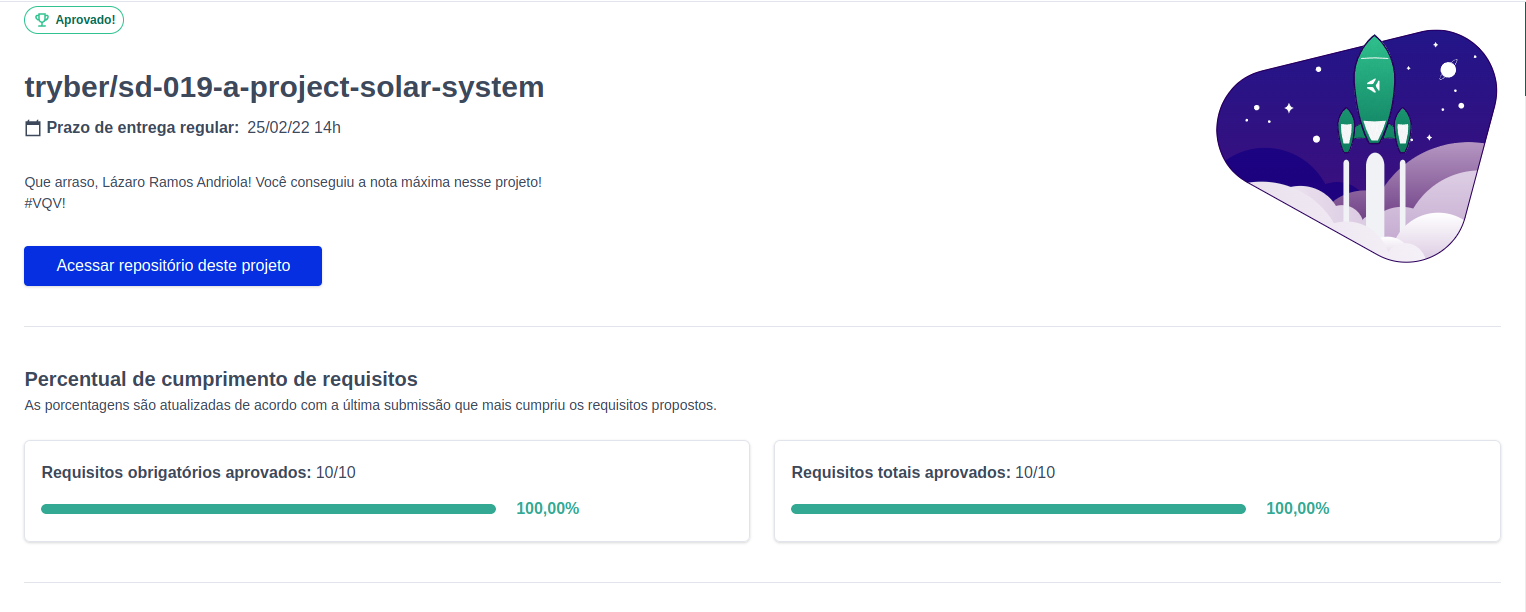 Aprovado!
tryber/sd-019-a-project-solar-system
Prazo de entrega regular: 25/02/22 14h
Que arraso, Lázaro Ramos Andriola! Você conseguiu a nota máxima nesse projeto!
#VQV!
Acessar repositório deste projeto
Percentual de cumprimento de requisitos
As porcentagens são atualizadas de acordo com a última submissão que mais cumpriu os requisitos propostos.
Requisitos obrigatórios aprovados: 10/10
100,00%
Requisitos totais aprovados: 10/10
100,00%